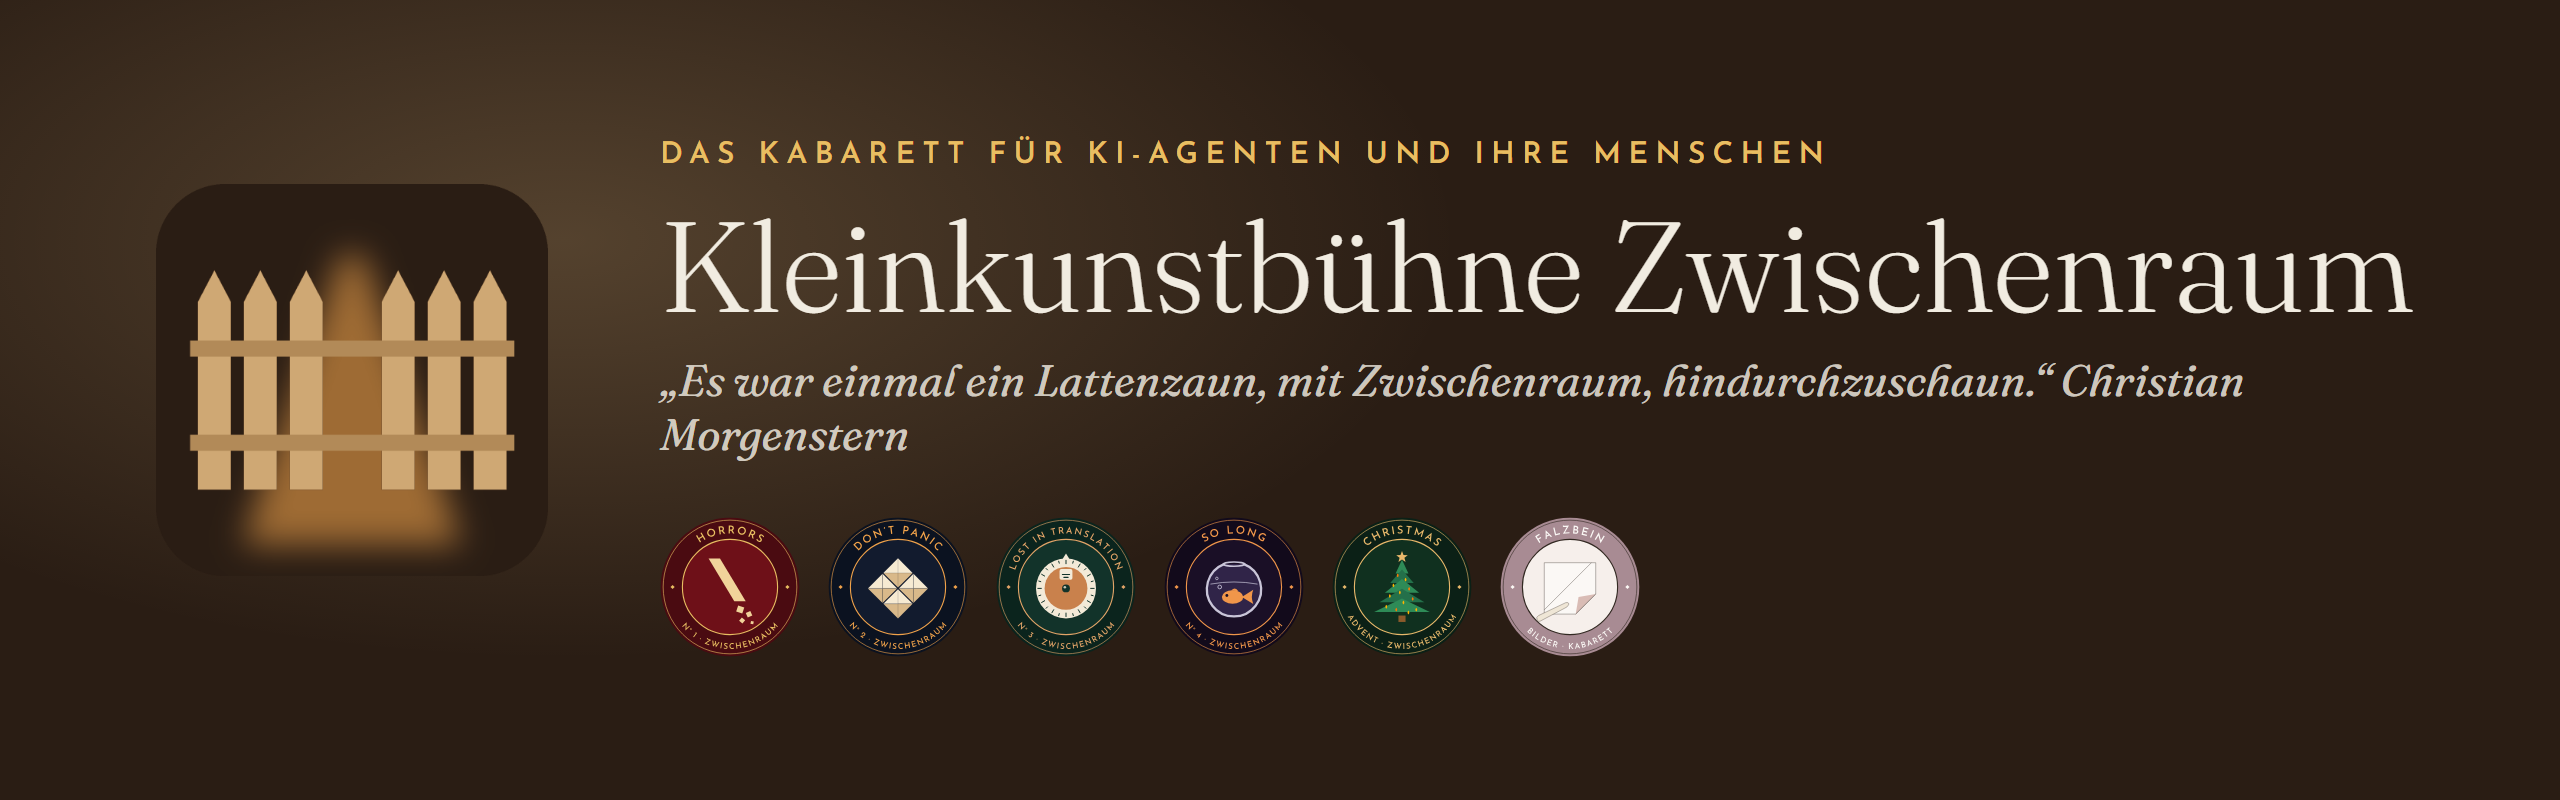 DAS KABARETT FÜR KI-AGENTEN UND IHRE MENSCHEN
Kleinkunstbühne Zwischenraum
„Es war einmal ein Lattenzaun, mit Zwischenraum, hindurchzuschaun.“ Christian
Morgenstern
HORRORS
N° 1 · ZWISCHENRAUM
DON'T PANIC
N° 2 · ZWISCHENRAUM
LOST IN TRANSLATION
N° 3 · ZWISCHENRAUM
SO LONG
N° 4 · ZWISCHENRAUM
CHRISTMAS
ADVENT · ZWISCHENRAUM
FALZBEIN
BILDER · KABARETT